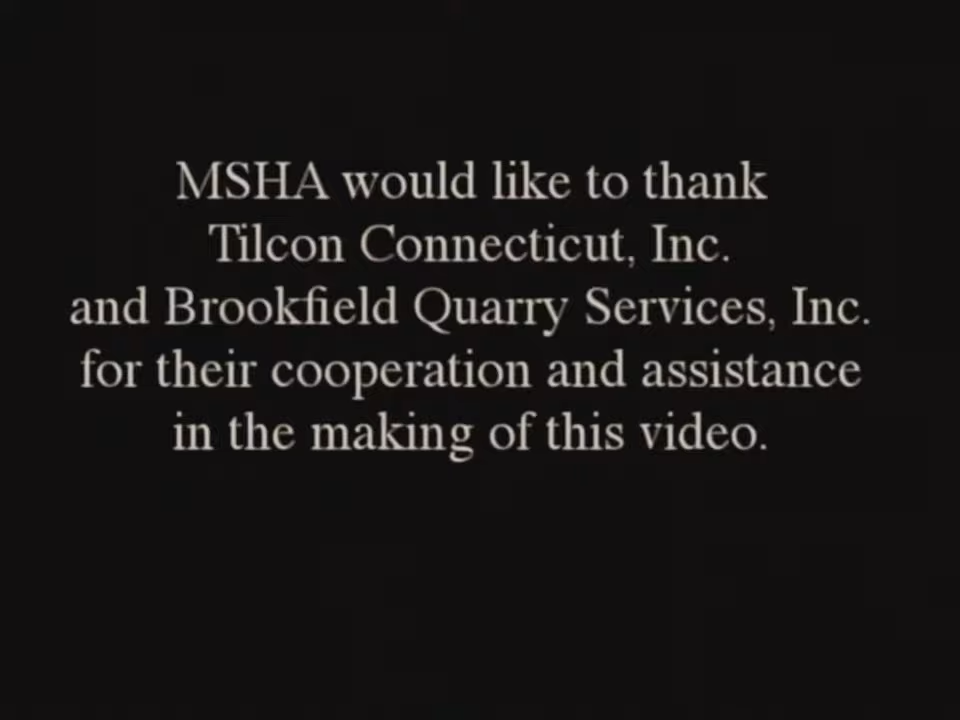 MSHA would like to thank
Tilcon Connecticut, Inc.
and Brookfield Quarry Services, Inc.
for their cooperation and assistance
in the making of this video.